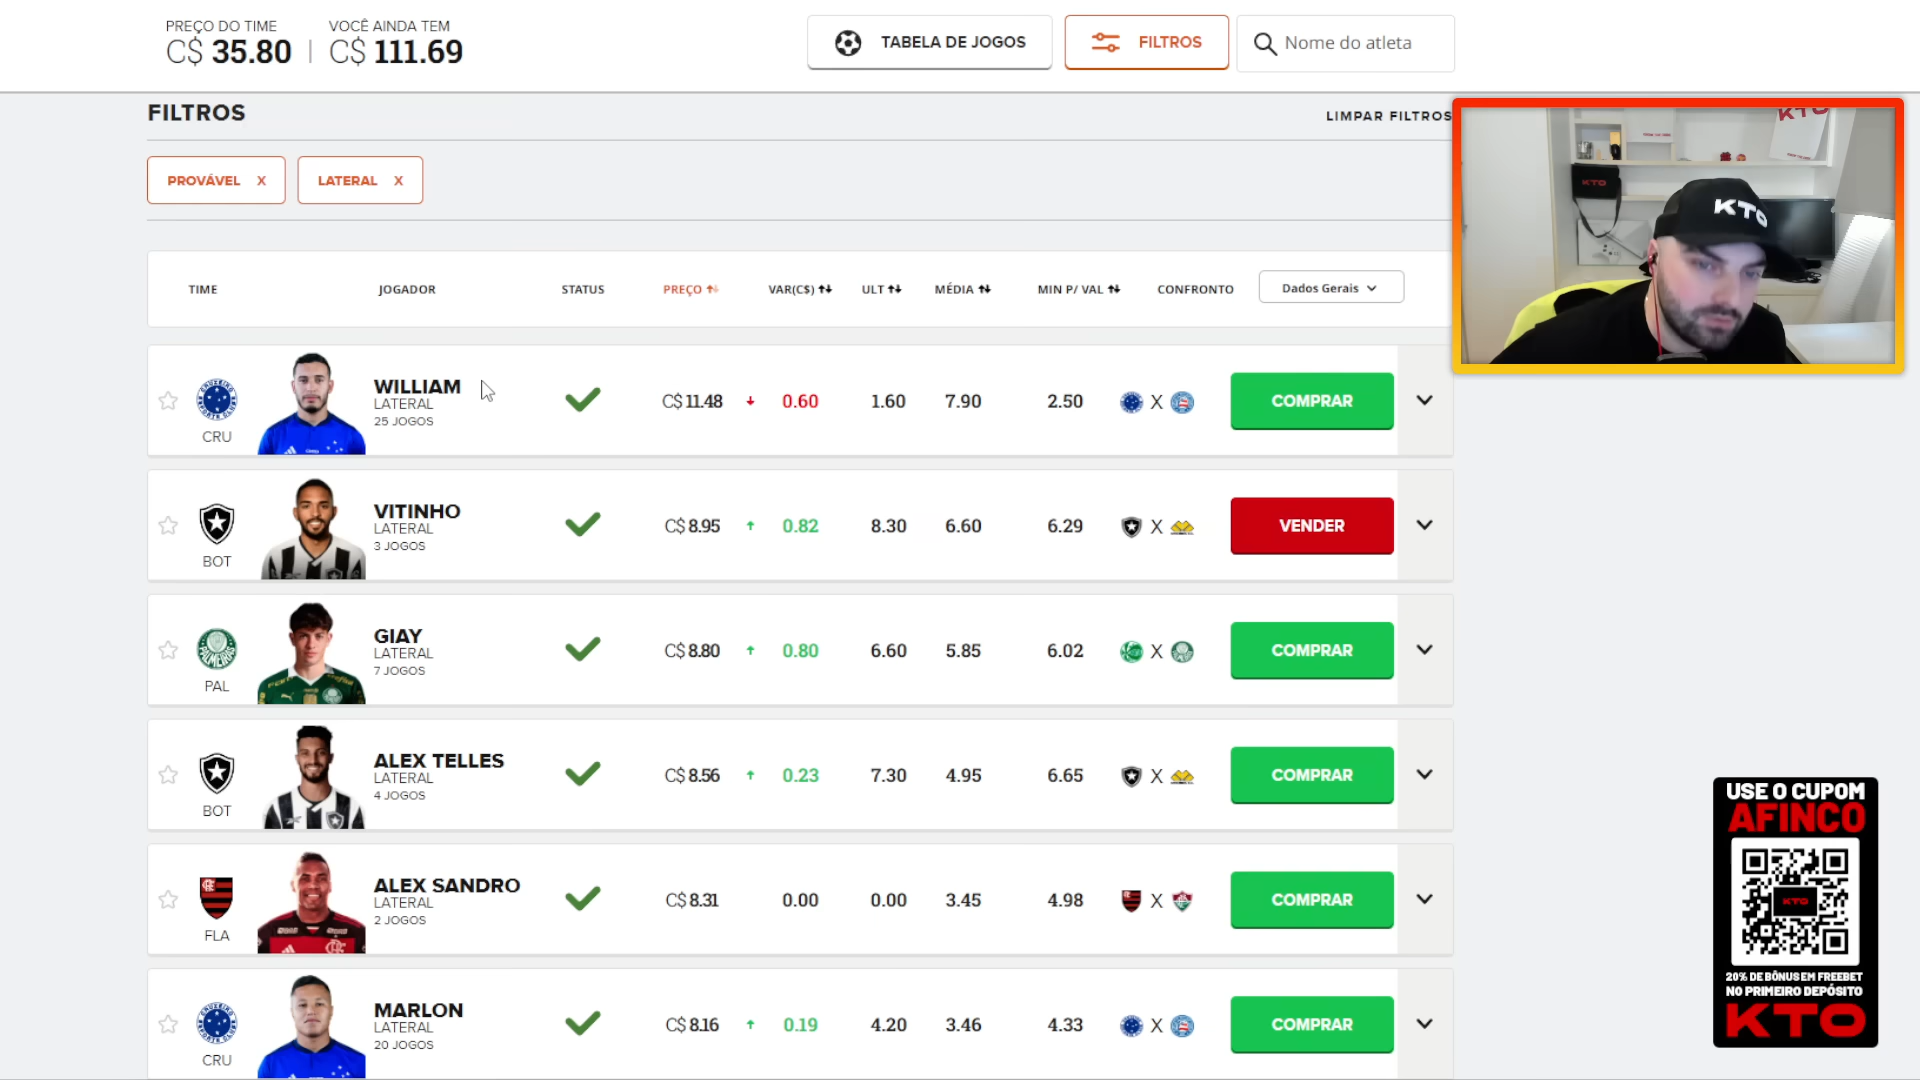 PREÇO DO TIME
C$ 35.80
VOCÊ AINDA TEM
C$ 111.69
TABELA DE JOGOS
FILTROS
Nome do atleta
FILTROS
LIMPAR FILTROS
PROVÁVEL X
LATERAL X
TIME JOGADOR STATUS PREÇO VAR(C$) ULT MÉDIA MIN P/ VAL CONFRONTO Dados Gerais
CRU
WILLIAM
LATERAL
25 JOGOS
C$ 11.48 0.60 1.60 7.90 2.50 X COMPRAR
BOT
VITINHO
LATERAL
3 JOGOS
C$ 8.95 0.82 8.30 6.60 6.29 X VENDER
PAL
GIAY
LATERAL
7 JOGOS
C$ 8.80 0.80 6.60 5.85 6.02 X COMPRAR
BOT
ALEX TELLES
LATERAL
4 JOGOS
C$ 8.56 0.23 7.30 4.95 6.65 X COMPRAR
FLA
ALEX SANDRO
LATERAL
2 JOGOS
C$ 8.31 0.00 0.00 3.45 4.98 X COMPRAR
CRU
MARLON
LATERAL
20 JOGOS
C$ 8.16 0.19 4.20 3.46 4.33 X COMPRAR
KTO
KTO
KTO
USE O CUPOM
AFINCO
KTO
20% DE BÔNUS EM FREEBET
NO PRIMEIRO DEPÓSITO
KTO